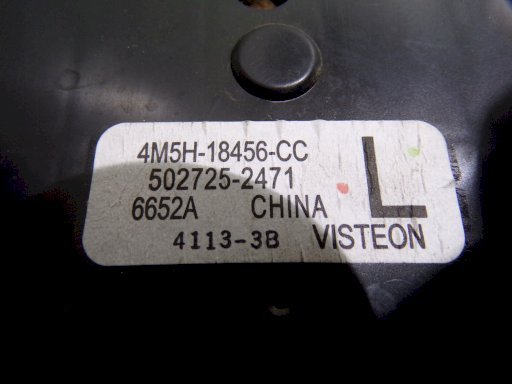 4M5H-18456-CC
502725-2471
L
6652A CHINA
4113-3B VISTEON